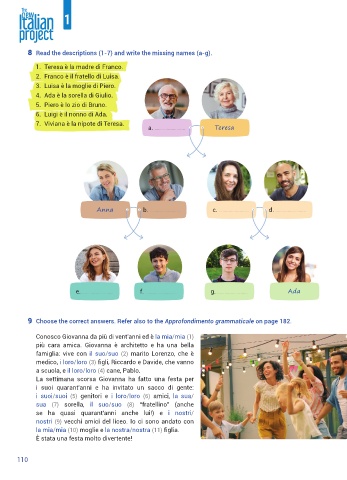 The
new
Italian
project
1
8 Read the descriptions (1-7) and write the missing names (a-g).
1. Teresa è la madre di Franco.
2. Franco è il fratello di Luisa.
3. Luisa è la moglie di Piero.
4. Ada è la sorella di Giulio.
5. Piero è lo zio di Bruno.
6. Luigi è il nonno di Ada.
7. Viviana è la nipote di Teresa.
a. .................. Teresa
Anna b. .................. c. .................. d. ..................
e. .................. f. .................. g. .................. Ada
9 Choose the correct answers. Refer also to the Approfondimento grammaticale on page 182.
Conosco Giovanna da più di vent'anni ed è la mia/mia (1)
più cara amica. Giovanna è architetto e ha una bella
famiglia: vive con il suo/suo (2) marito Lorenzo, che è
medico, i loro/loro (3) figli, Riccardo e Davide, che vanno
a scuola, e il loro/loro (4) cane, Pablo.
La settimana scorsa Giovanna ha fatto una festa per
i suoi quarant'anni e ha invitato un sacco di gente:
i suoi/suoi (5) genitori e i loro/loro (6) amici, la sua/
sua (7) sorella, il suo/suo (8) "fratellino" (anche
se ha quasi quarant'anni anche lui!) e i nostri/
nostri (9) vecchi amici del liceo. Io ci sono andato con
la mia/mia (10) moglie e la nostra/nostra (11) figlia.
È stata una festa molto divertente!
110